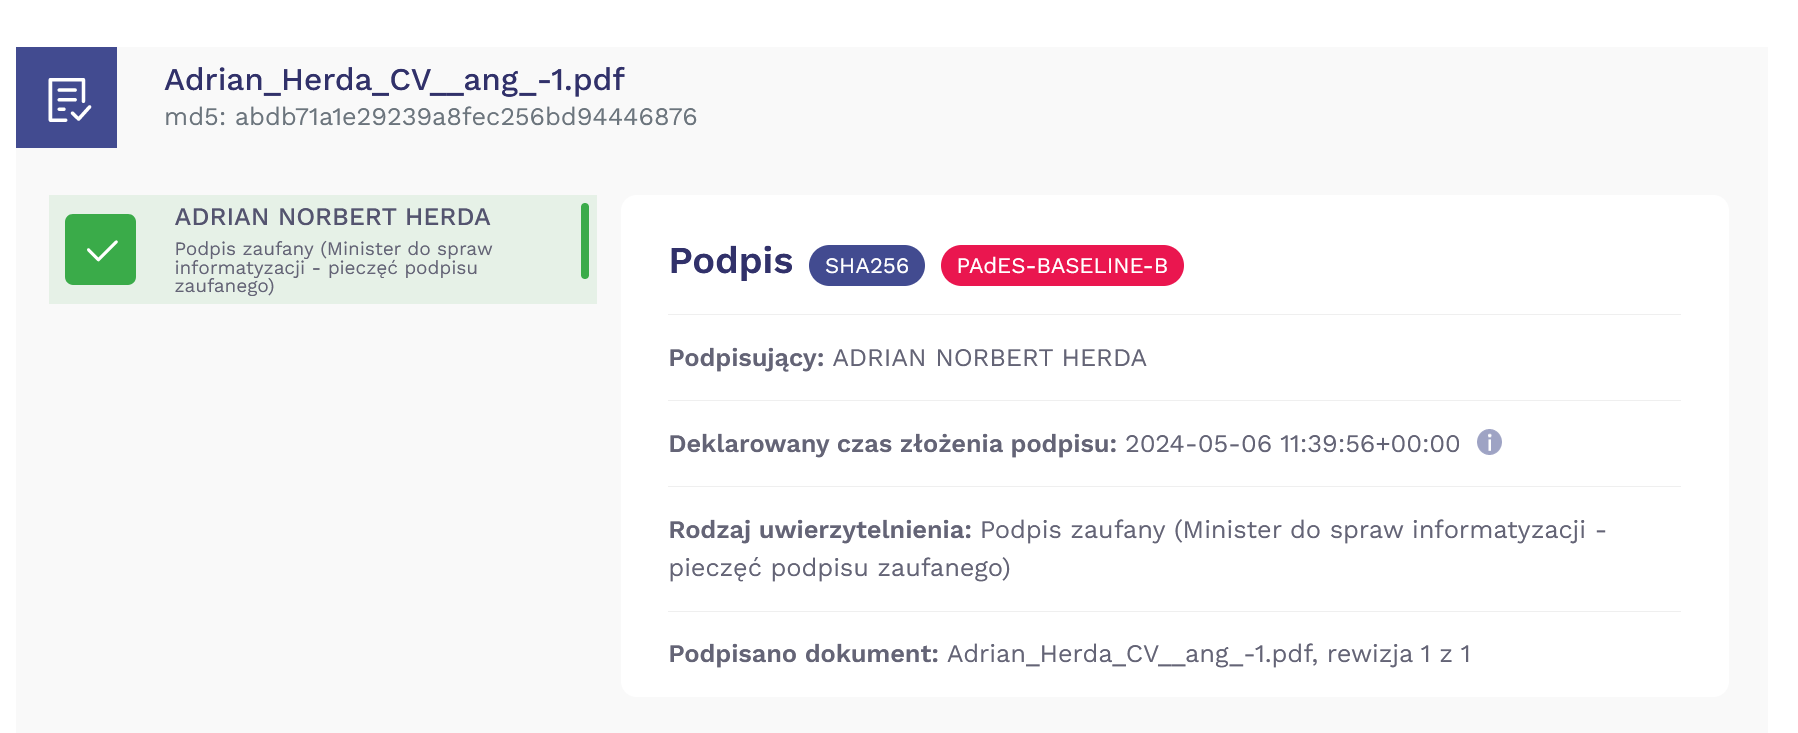 Adrian_Herda_CV__ang_-1.pdf
md5: abdb71a1e29239a8fec256bd94446876
ADRIAN NORBERT HERDA
Podpis zaufany (Minister do spraw
informatyzacji - pieczęć podpisu
zaufanego)
Podpis SHA256 PAdES-BASELINE-B
Podpisujący: ADRIAN NORBERT HERDA
Deklarowany czas złożenia podpisu: 2024-05-06 11:39:56+00:00 i
Rodzaj uwierzytelnienia: Podpis zaufany (Minister do spraw informatyzacji -
pieczęć podpisu zaufanego)
Podpisano dokument: Adrian_Herda_CV__ang_-1.pdf, rewizja 1 z 1